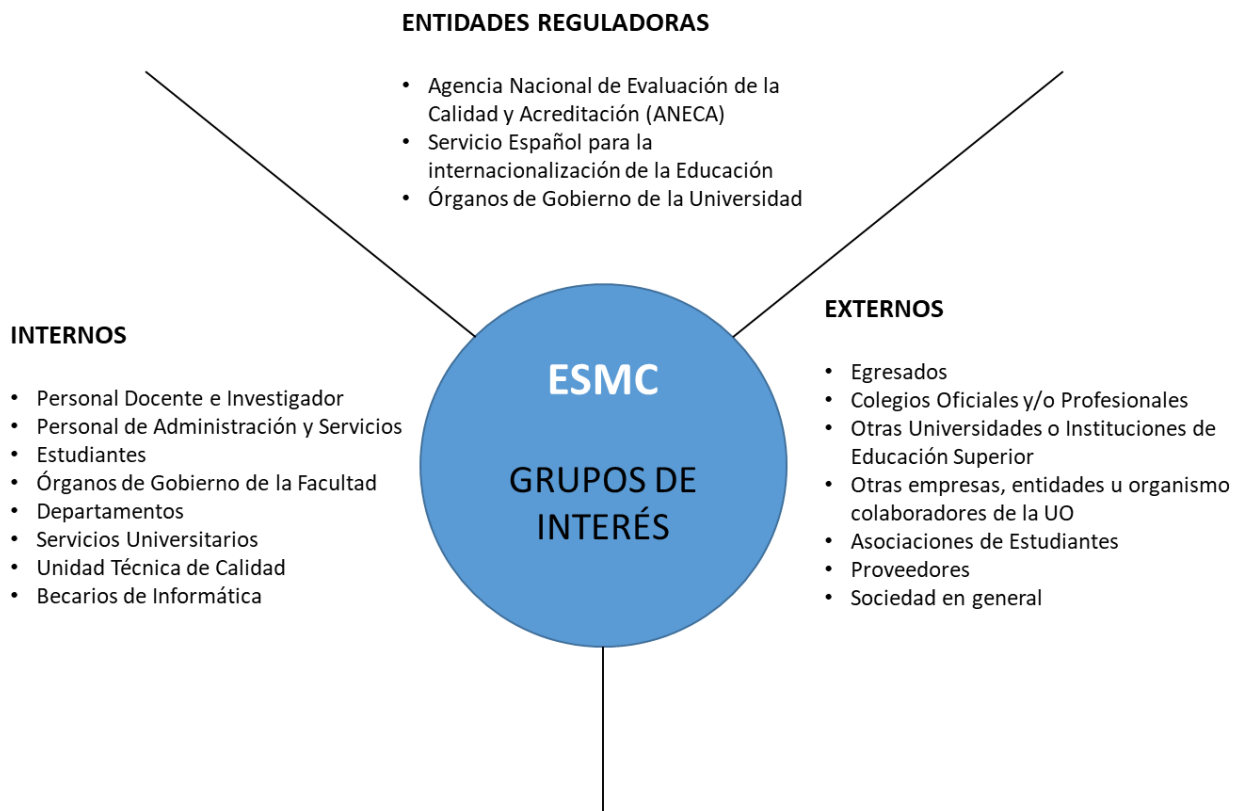 ENTIDADES REGULADORAS
• Agencia Nacional de Evaluación de la
Calidad y Acreditación (ANECA)
• Servicio Español para la
internacionalización de la Educación
• Órganos de Gobierno de la Universidad
INTERNOS
• Personal Docente e Investigador
• Personal de Administración y Servicios
• Estudiantes
• Órganos de Gobierno de la Facultad
• Departamentos
• Servicios Universitarios
• Unidad Técnica de Calidad
• Becarios de Informática
ESMC
GRUPOS DE
INTERÉS
EXTERNOS
• Egresados
• Colegios Oficiales y/o Profesionales
• Otras Universidades o Instituciones de
Educación Superior
• Otras empresas, entidades u organismo
colaboradores de la UO
• Asociaciones de Estudiantes
• Proveedores
• Sociedad en general